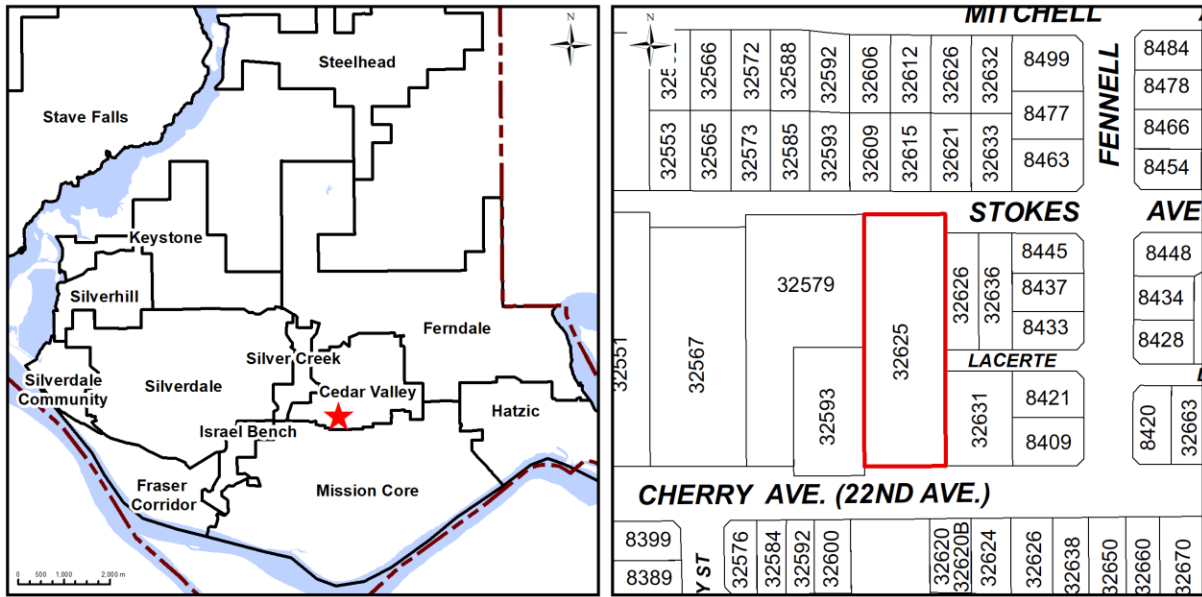 N
Steelhead
Stave Falls
Keystone
Silverhill
Ferndale
Silver Creek
Silverdale
Community
Silverdale
Cedar Valley
Hatzic
Israel Bench
Fraser
Corridor
Mission Core
0 500 1,000 2,000 m
N
MITCHELL
32566
32572
32588
32592
32606
32612
32626
32632
8499
8484
8478
8477
8466
8463
8454
FENNELL
32553
32565
32573
32585
32593
32609
32615
32621
32633
STOKES AVE
32551
32567
32579
32593
32625
32626
32636
8445
8437
8433
8448
8434
8428
LACERTE
32631
8421
8409
8420
32663
CHERRY AVE. (22ND AVE.)
8399
8389
Y ST
32576
32584
32592
32600
32620
32620B
32624
32626
32638
32650
32660
32670